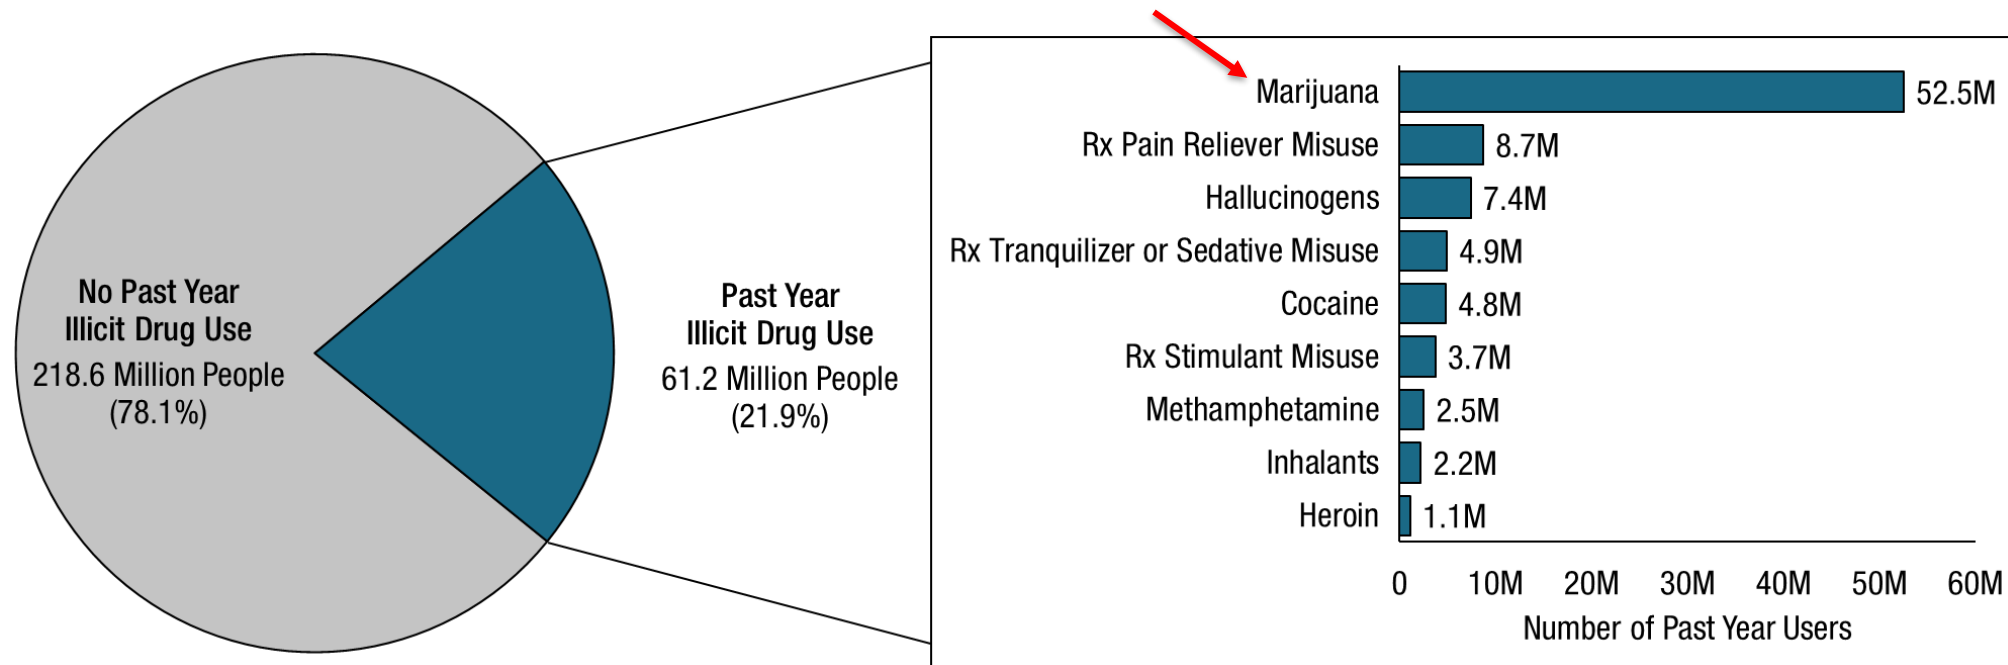 No Past Year
Illicit Drug Use
218.6 Million People
(78.1%)
Past Year
Illicit Drug Use
61.2 Million People
(21.9%)
Marijuana 52.5M
Rx Pain Reliever Misuse 8.7M
Hallucinogens 7.4M
Rx Tranquilizer or Sedative Misuse 4.9M
Cocaine 4.8M
Rx Stimulant Misuse 3.7M
Methamphetamine 2.5M
Inhalants 2.2M
Heroin 1.1M
0 10M 20M 30M 40M 50M 60M
Number of Past Year Users